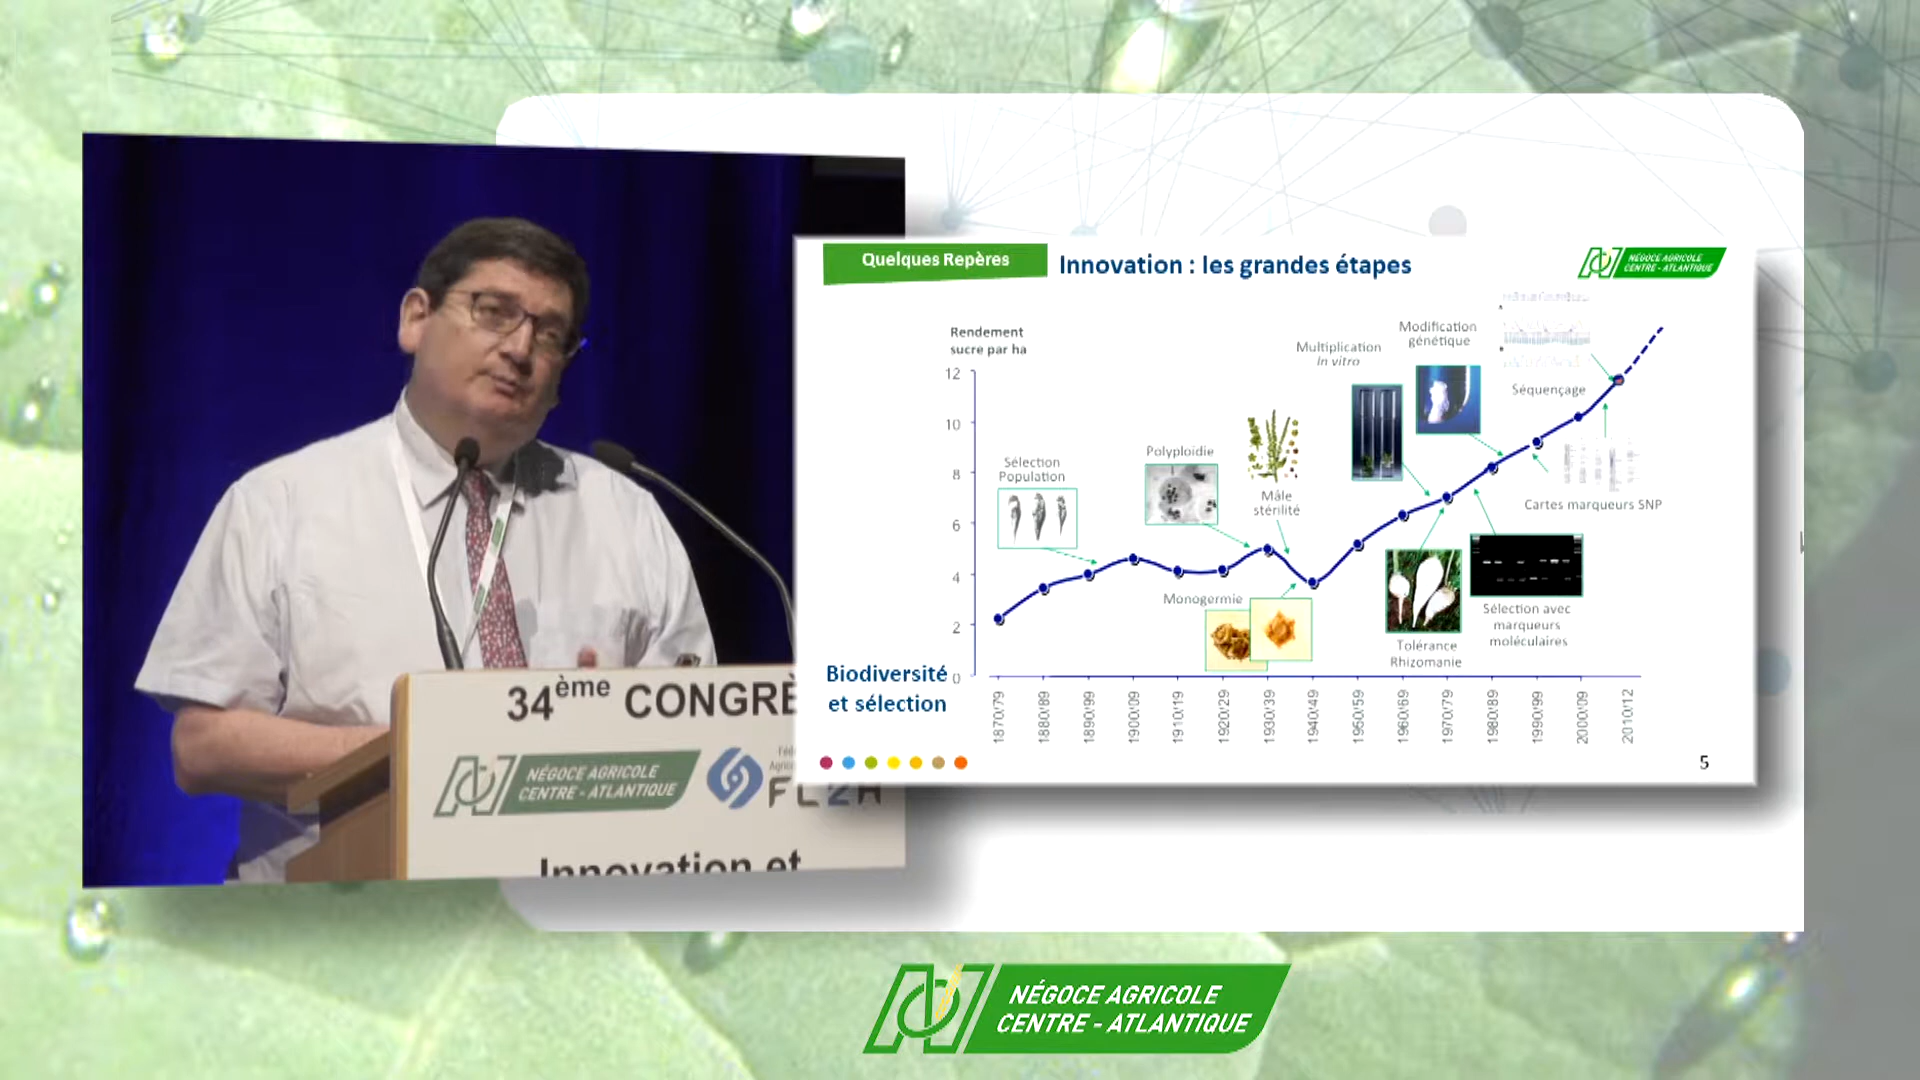 Quelques Repères
Innovation : les grandes étapes
NÉGOCE AGRICOLE
CENTRE - ATLANTIQUE
Rendement
sucre par ha
12
10
8
6
4
2
0
Sélection
Population
Polyploïdie
Mâle
stérilité
Monogermie
Multiplication
In vitro
Modification
génétique
Séquençage
Cartes marqueurs SNP
Tolérance
Rhizomanie
Sélection avec
marqueurs
moléculaires
1870/79
1880/89
1890/99
1900/09
1910/19
1920/29
1930/39
1940/49
1950/59
1960/69
1970/79
1980/89
1990/99
2000/09
2010/12
Biodiversité
et sélection
5
34ème CONGRÈ
NÉGOCE AGRICOLE
CENTRE - ATLANTIQUE
FC2A
Innovation et
NÉGOCE AGRICOLE
CENTRE - ATLANTIQUE